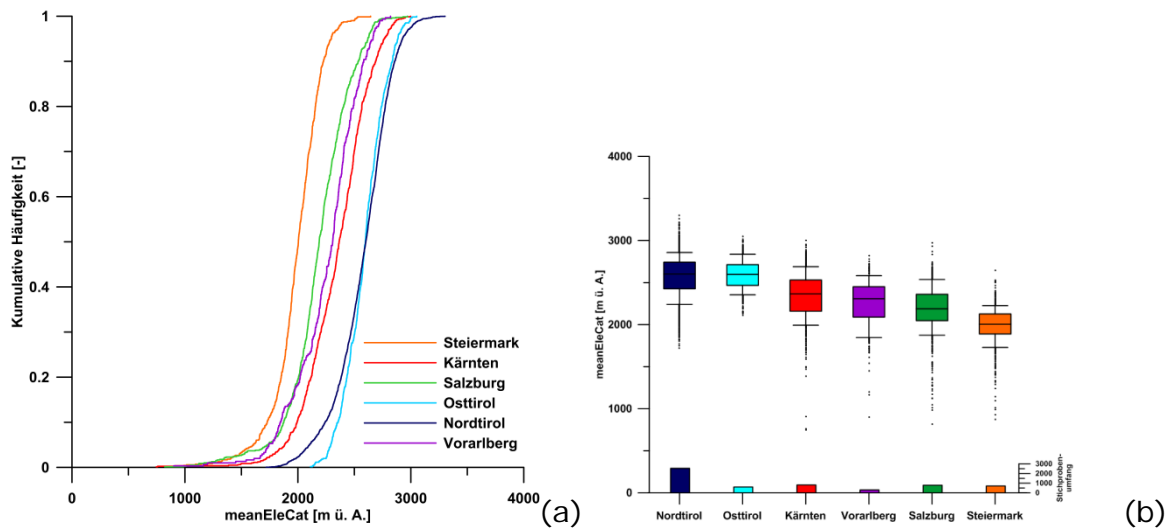 1
0.8
0.6
0.4
0.2
0
Kumulative Häufigkeit [-]
Steiermark
Kärnten
Salzburg
Osttirol
Nordtirol
Vorarlberg
0 1000 2000 3000 4000
meanEleCat [m ü. A.]
(a)
4000
3000
2000
1000
0
meanEleCat [m ü. A.]
3000
2000
1000
0
Stichproben-
umfang
Nordtirol Osttirol Kärnten Vorarlberg Salzburg Steiermark
(b)